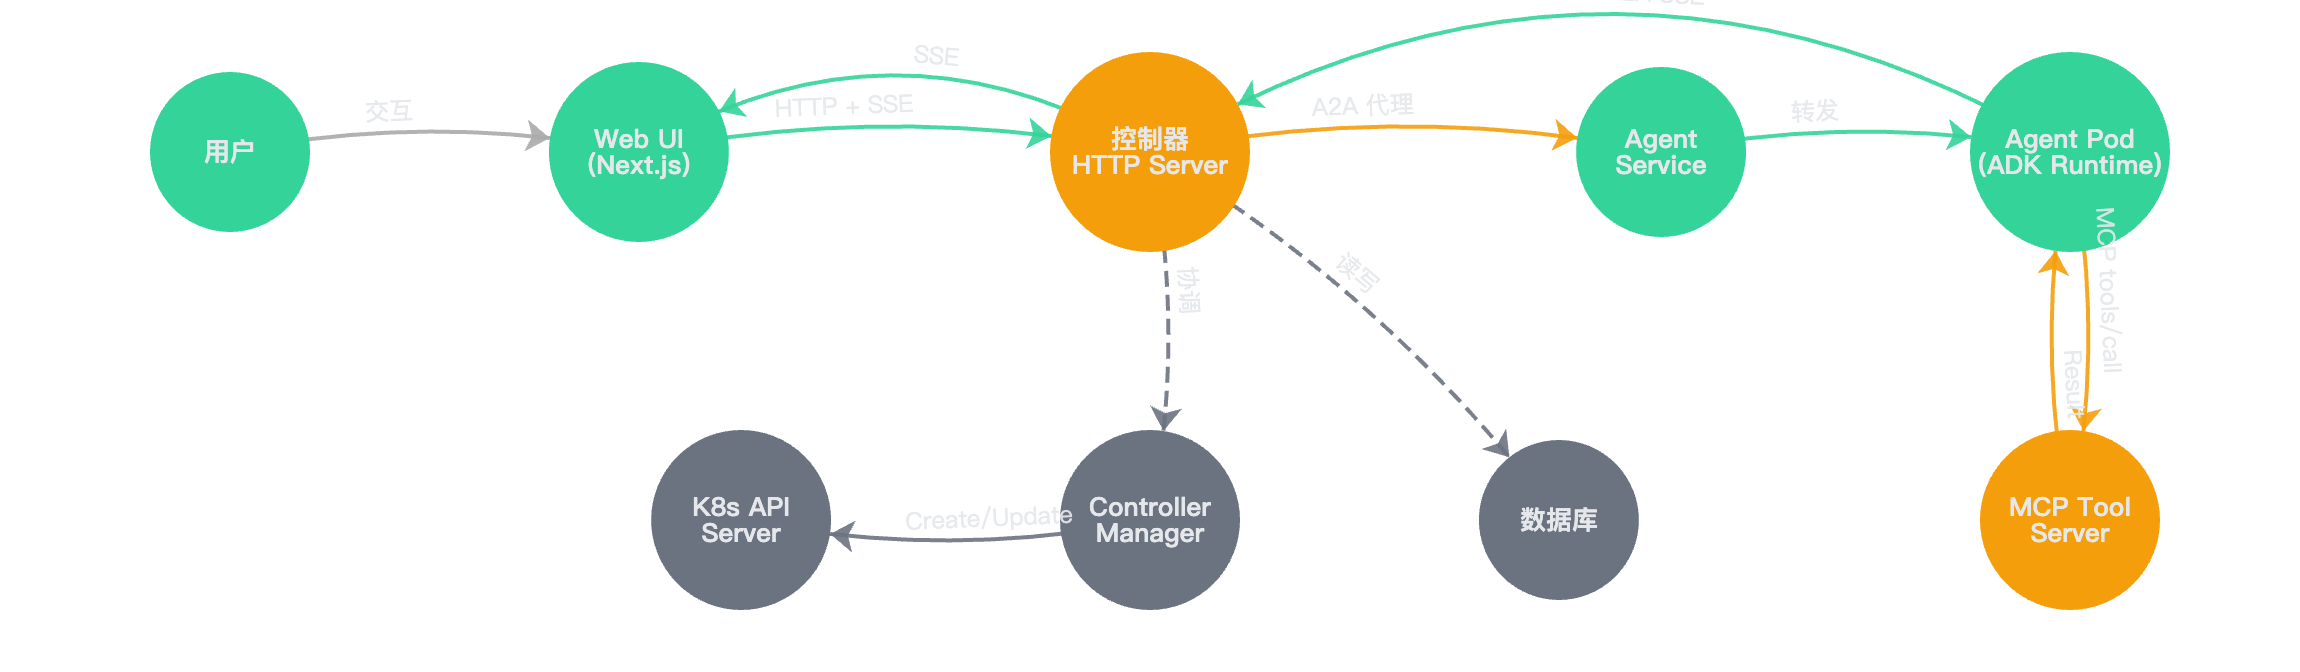 SSE
交互
HTTP + SSE
A2A 代理
转发
用户
Web UI
(Next.js)
控制器
HTTP Server
Agent
Service
Agent Pod
(ADK Runtime)
协调
读写
MCP tools/call
Result
K8s API
Server
Create/Update
Controller
Manager
数据库
MCP Tool
Server